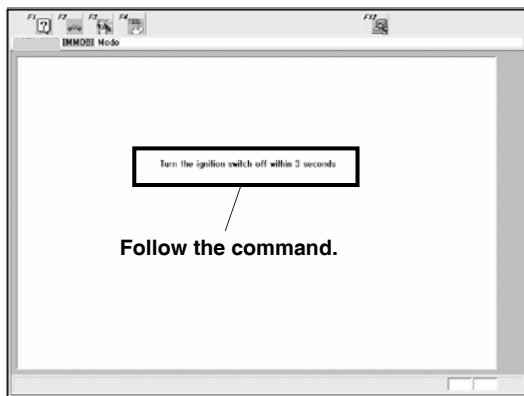 F1 F2 F3 F4 F12
IMMOBI Mode
Turn the ignition switch off within 3 seconds
Follow the command.